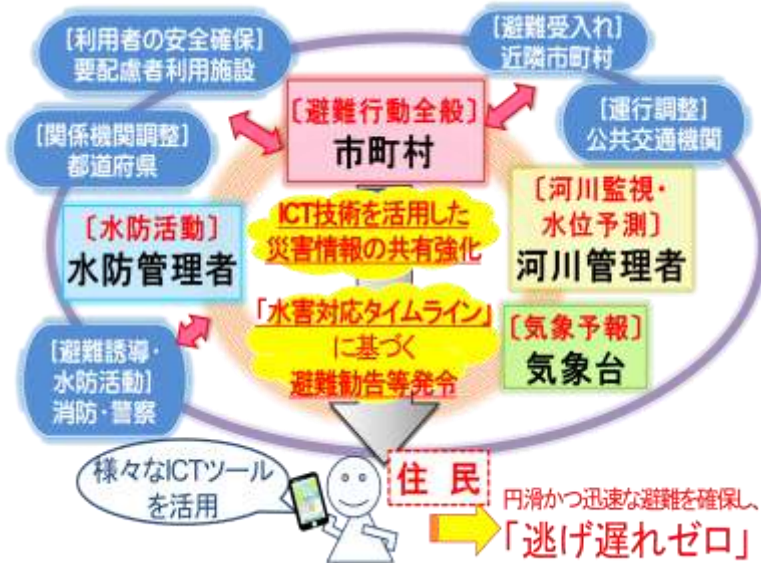 ［利用者の安全確保］
要配慮者利用施設
［避難受入れ］
近隣市町村
［避難行動全般］
市町村
［運行調整］
公共交通機関
［関係機関調整］
都道府県
［水防活動］
水防管理者
ICT技術を活用した
災害情報の共有強化
［河川監視・
水位予測］
河川管理者
「水害対応タイムライン」
に基づく
避難勧告等発令
［気象予報］
気象台
［避難誘導・
水防活動］
消防・警察
様々なICTツール
を活用
住 民
円滑かつ迅速な避難を確保し、
「逃げ遅れゼロ」